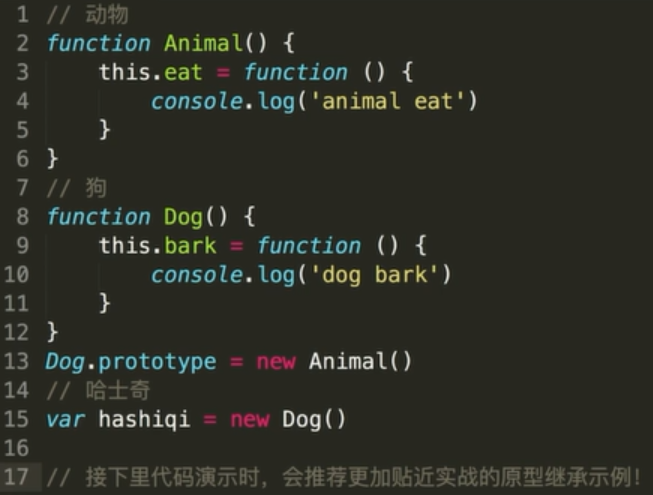 1 // 动物
2 function Animal() {
3     this.eat = function () {
4         console.log('animal eat')
5     }
6 }
7 // 狗
8 function Dog() {
9     this.bark = function () {
10         console.log('dog bark')
11     }
12 }
13 Dog.prototype = new Animal()
14 // 哈士奇
15 var hashiqi = new Dog()
16
17 // 接下里代码演示时，会推荐更加贴近实战的原型继承示例！